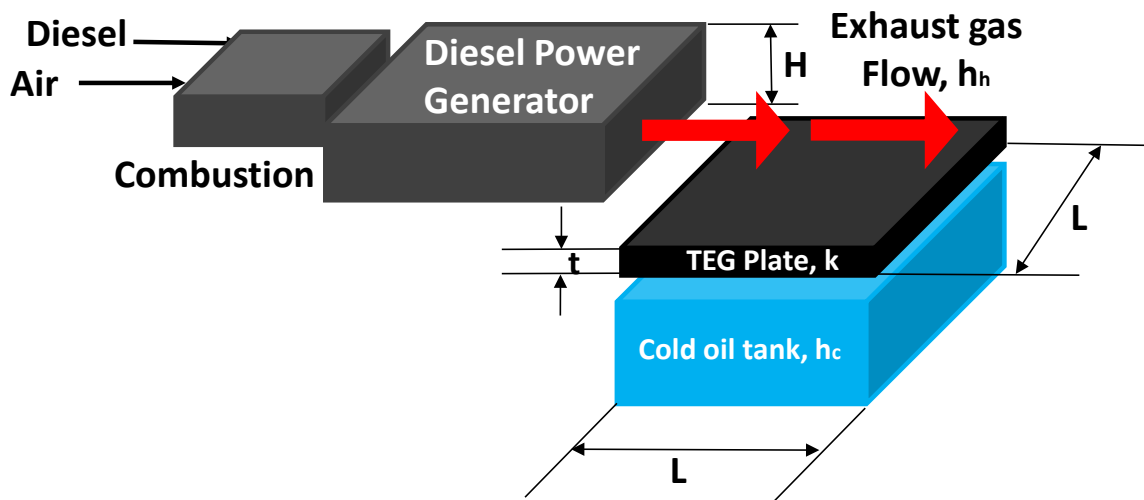 Diesel
Air
Combustion
Diesel Power
Generator
H
Exhaust gas
Flow, hh
t
TEG Plate, k
L
Cold oil tank, hc
L